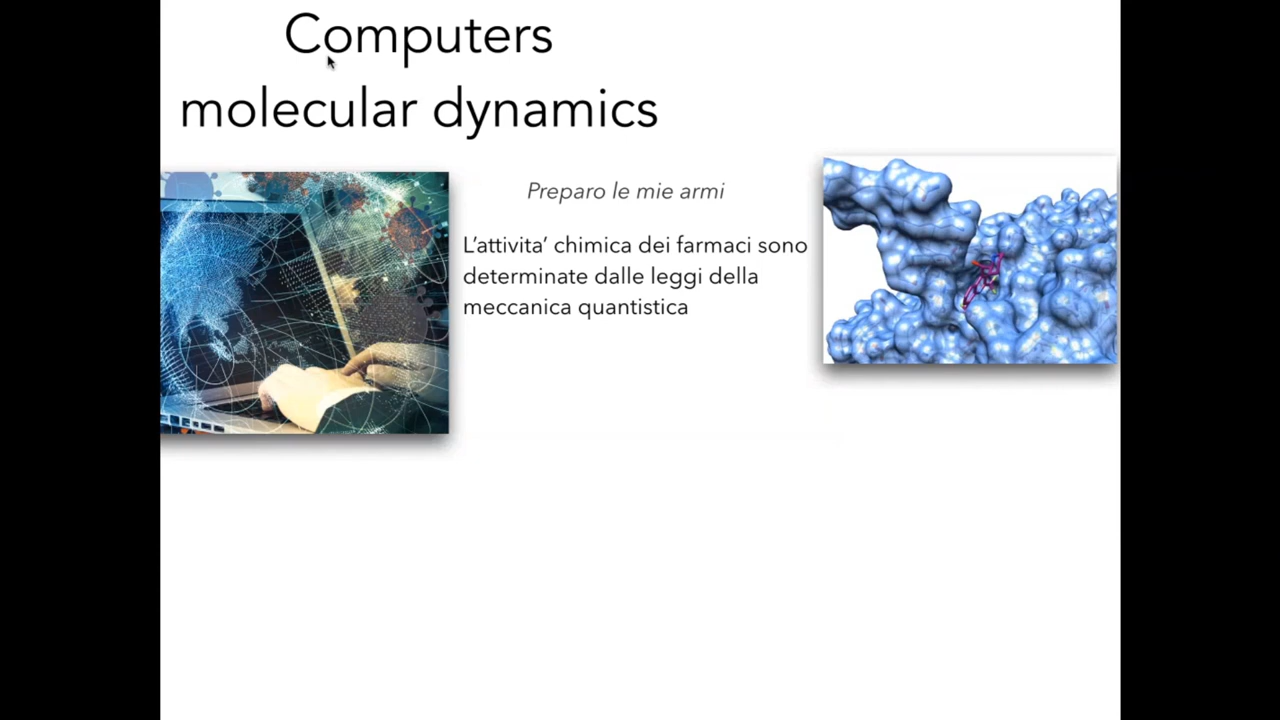 Computers
molecular dynamics
Preparo le mie armi
L'attivita' chimica dei farmaci sono
determinate dalle leggi della
meccanica quantistica